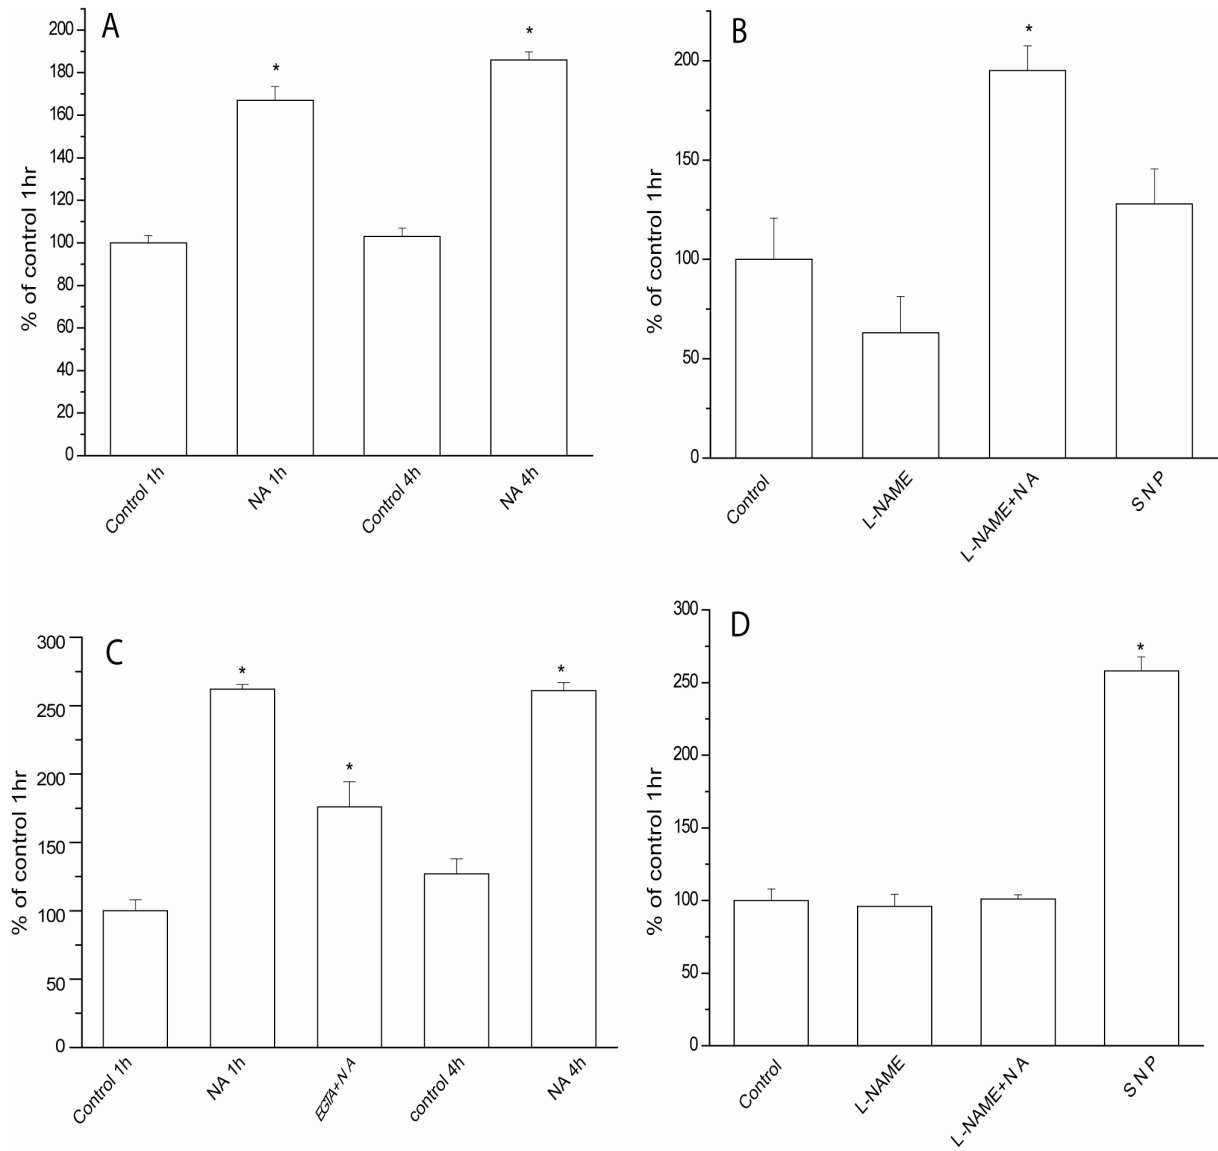 A
% of control 1hr
200
180
160
140
120
100
80
60
40
20
0
*
*
Control 1h
NA 1h
Control 4h
NA 4h
B
% of control 1hr
200
150
100
50
0
*
Control
L-NAME
L-NAME+N A
S N P
C
% of control 1hr
300
250
200
150
100
50
0
*
*
*
Control 1h
NA 1h
EGTA+N A
control 4h
NA 4h
D
% of control 1hr
300
250
200
150
100
50
0
*
Control
L-NAME
L-NAME+N A
S N P